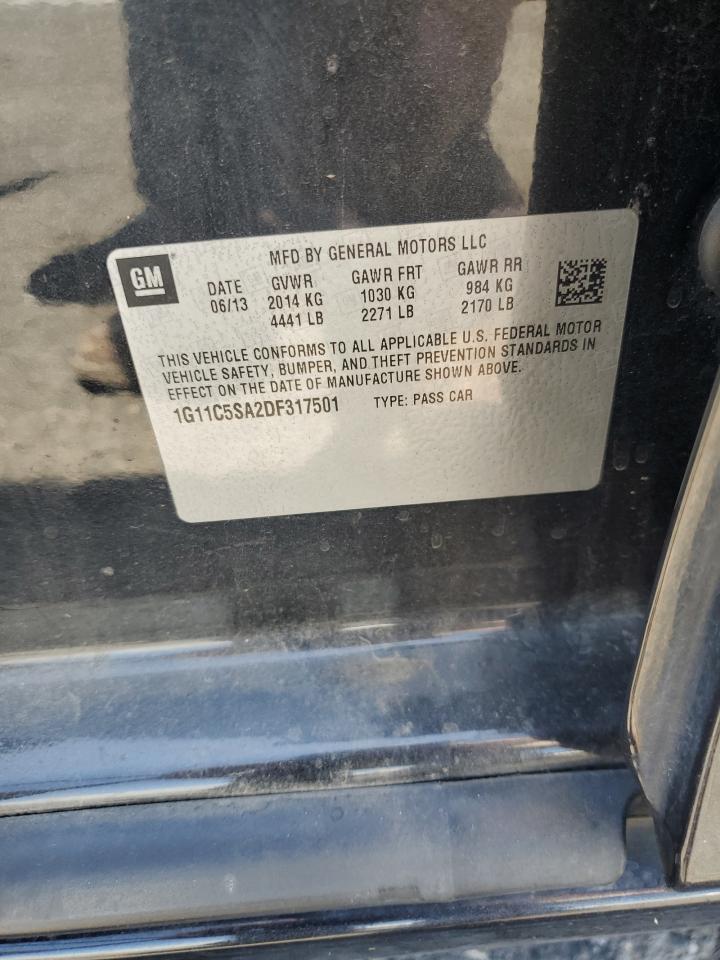 MFD BY GENERAL MOTORS LLC
GM
DATE GVWR GAWR FRT GAWR RR
06/13 2014 KG 1030 KG 984 KG
4441 LB 2271 LB 2170 LB
THIS VEHICLE CONFORMS TO ALL APPLICABLE U.S. FEDERAL MOTOR
VEHICLE SAFETY, BUMPER, AND THEFT PREVENTION STANDARDS IN
EFFECT ON THE DATE OF MANUFACTURE SHOWN ABOVE.
1G11C5SA2DF317501 TYPE: PASS CAR